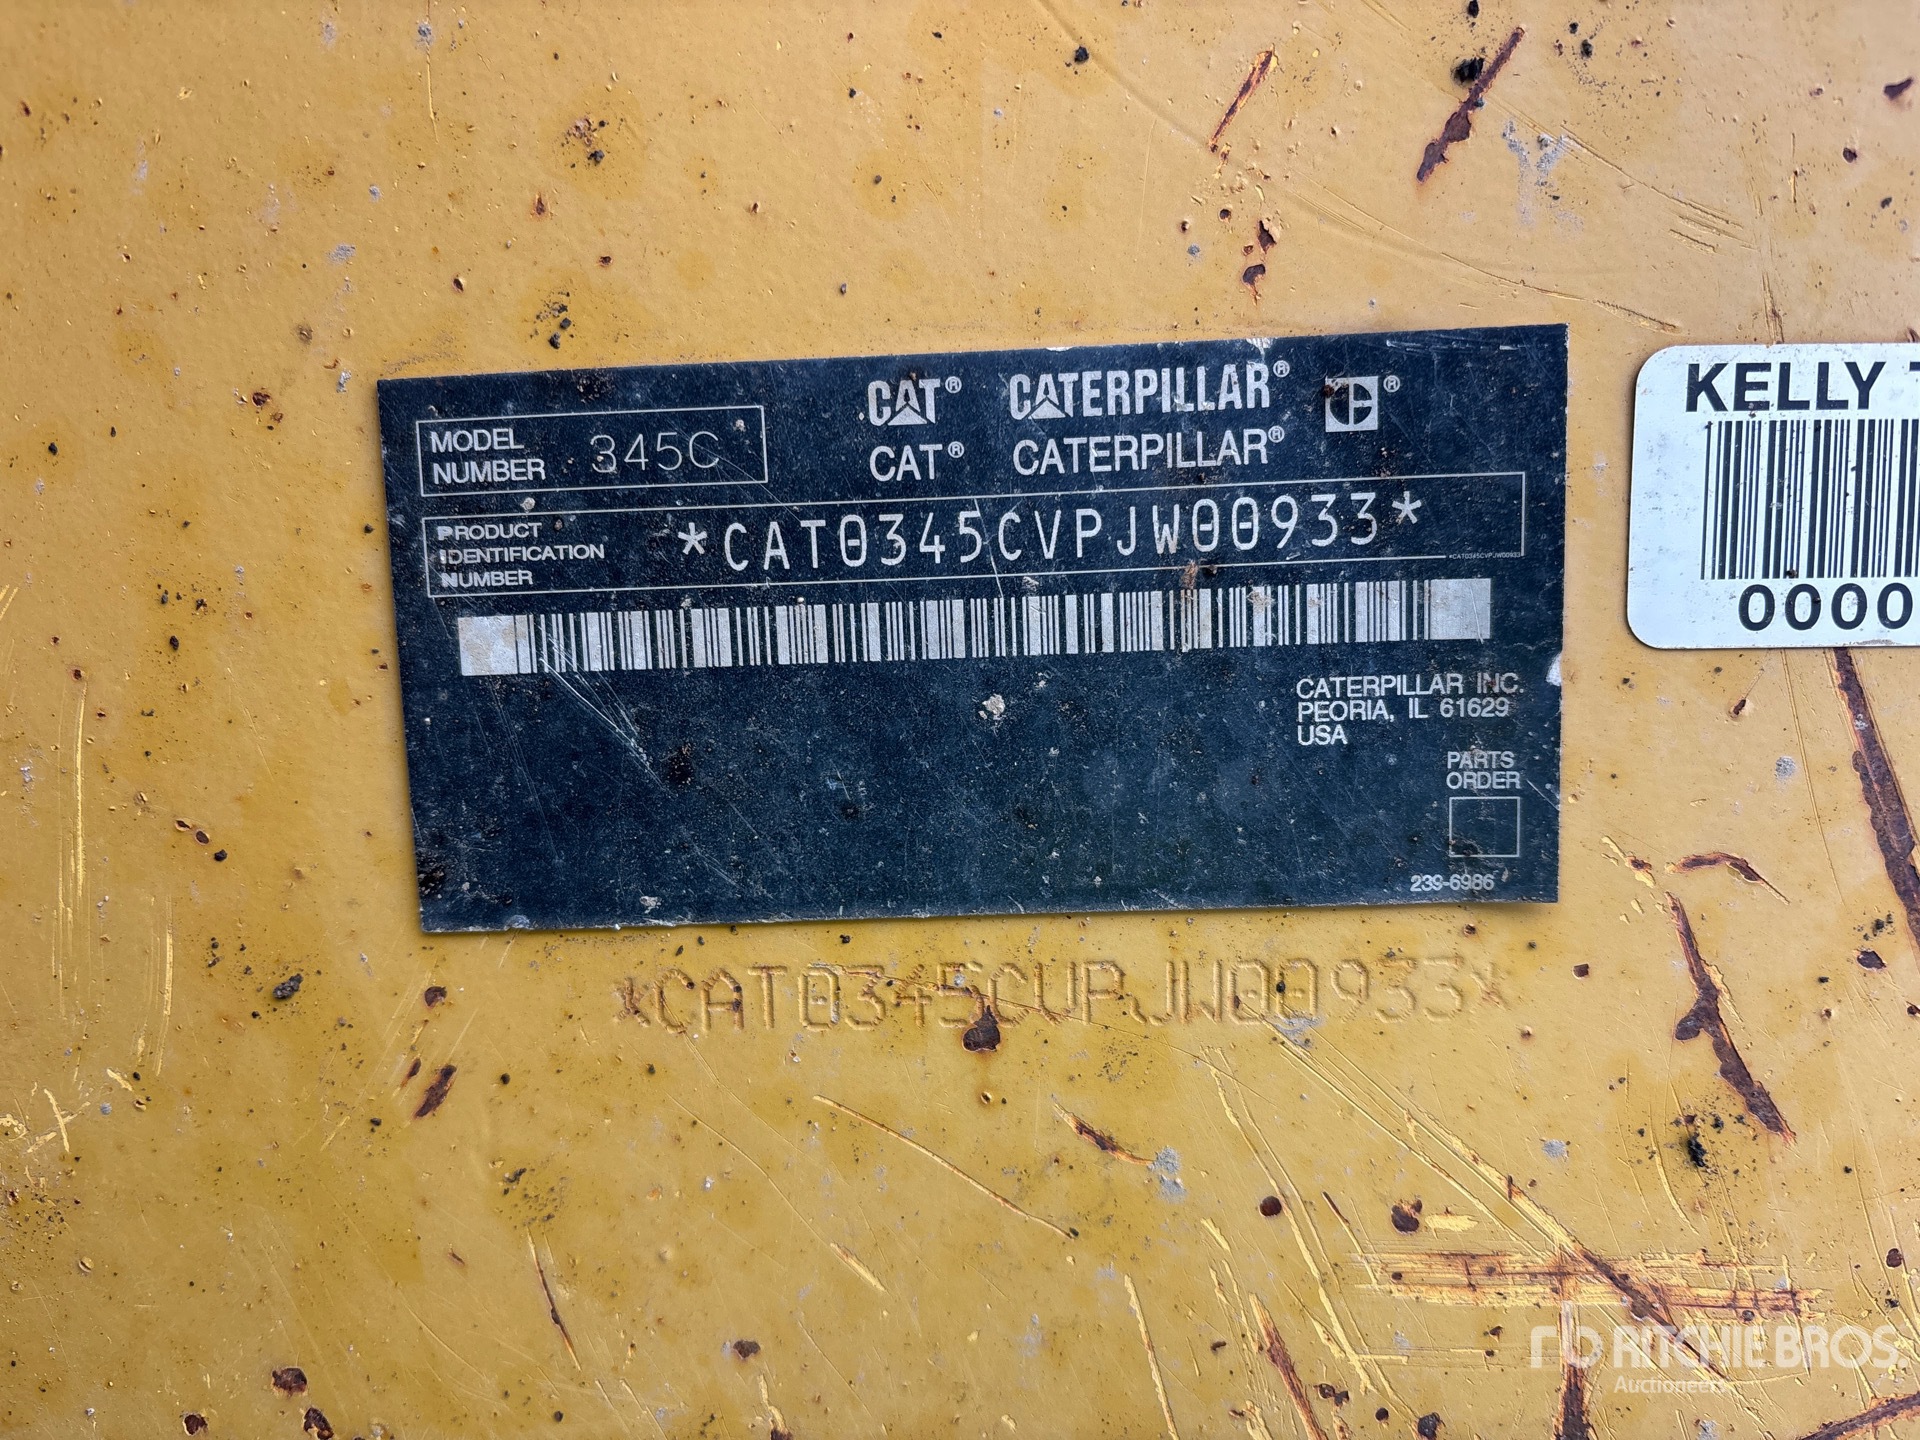 CAT® CATERPILLAR® ®
CAT® CATERPILLAR®
MODEL
NUMBER 345C
PRODUCT
IDENTIFICATION
NUMBER
*CAT0345CVPJW00933*
*CAT0345CVPJW00933
CATERPILLAR INC.
PEORIA, IL 61629
USA
PARTS
ORDER
239-6986
*CAT0345CVPJW00933*
KELLY
0000
RITCHIE BROS.
Auctioneers